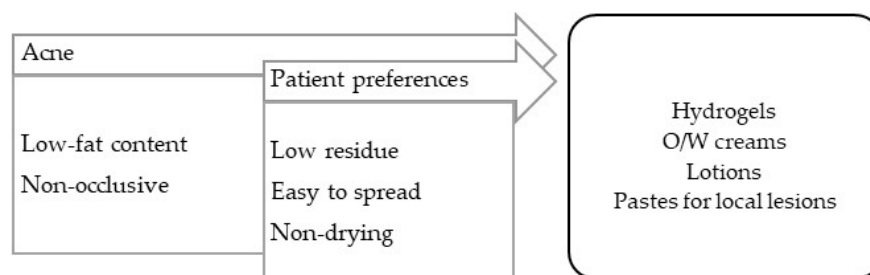 Acne
Low-fat content
Non-occlusive
Patient preferences
Low residue
Easy to spread
Non-drying
Hydrogels
O/W creams
Lotions
Pastes for local lesions